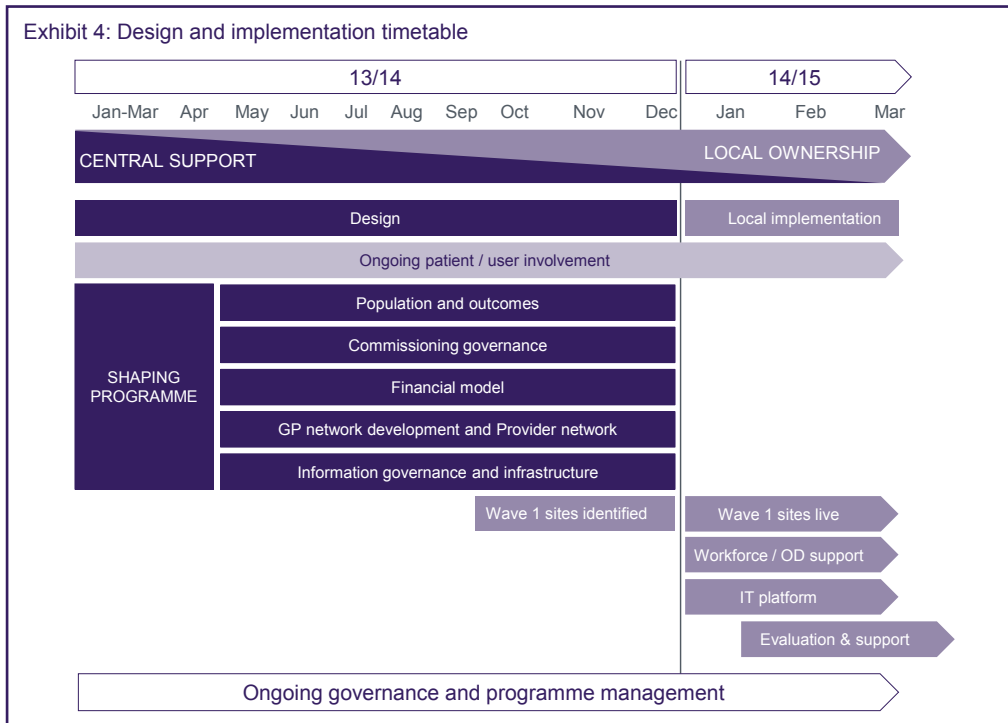 Exhibit 4: Design and implementation timetable
13/14 14/15
Jan-Mar Apr May Jun Jul Aug Sep Oct Nov Dec Jan Feb Mar
CENTRAL SUPPORT LOCAL OWNERSHIP
Design Local implementation
Ongoing patient / user involvement
SHAPING
PROGRAMME
Population and outcomes
Commissioning governance
Financial model
GP network development and Provider network
Information governance and infrastructure
Wave 1 sites identified Wave 1 sites live
Workforce / OD support
IT platform
Evaluation & support
Ongoing governance and programme management